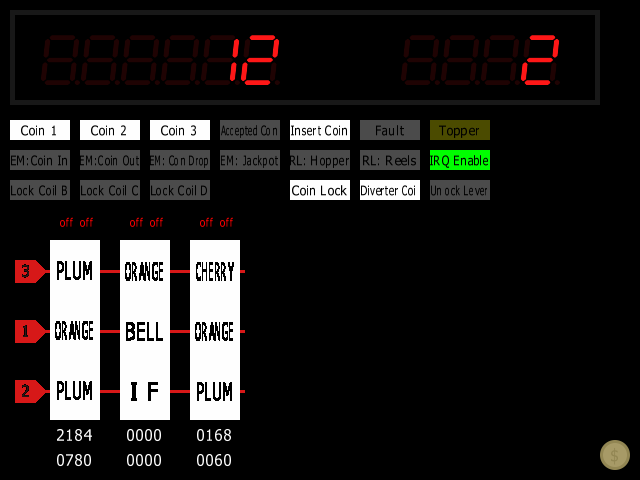 12 2
Coin 1 Coin 2 Coin 3 Accepted Coin Insert Coin Fault Topper
EM:Coin In EM:Coin Out EM: Coin Drop EM: Jackpot RL: Hopper RL: Reels IRQ Enable
Lock Coil B Lock Coil C Lock Coil D Coin Lock Diverter Coi Unlock Lever
off off off off off off
3 PLUM ORANGE CHERRY
1 ORANGE BELL ORANGE
2 PLUM I F PLUM
2184 0000 0168
0780 0000 0060
$